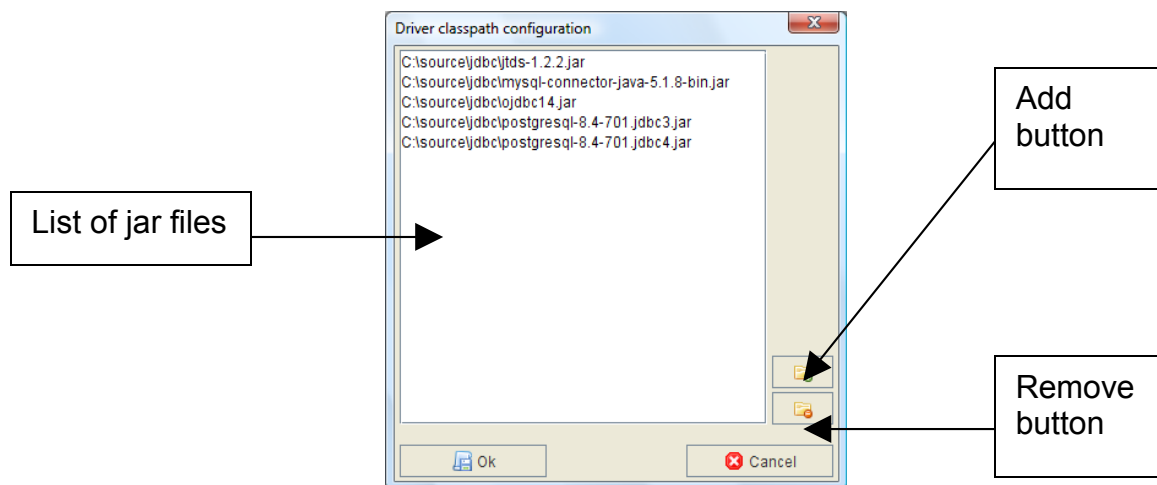 Driver classpath configuration
C:\source\jdbc\jtds-1.2.2.jar
C:\source\jdbc\mysql-connector-java-5.1.8-bin.jar
C:\source\jdbc\ojdbc14.jar
C:\source\jdbc\postgresql-8.4-701.jdbc3.jar
C:\source\jdbc\postgresql-8.4-701.jdbc4.jar
Add
button
List of jar files
Remove
button
Ok
Cancel